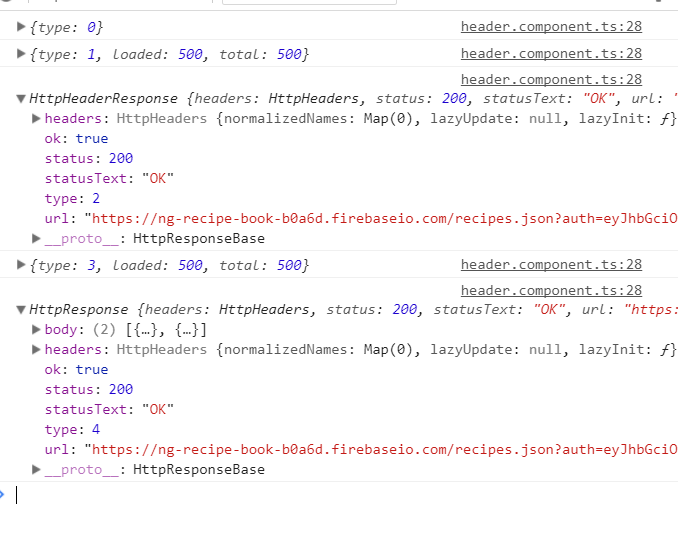 {type: 0} header.component.ts:28
{type: 1, loaded: 500, total: 500} header.component.ts:28
header.component.ts:28
HttpHeaderResponse {headers: HttpHeaders, status: 200, statusText: "OK", url: "
headers: HttpHeaders {normalizedNames: Map(0), lazyUpdate: null, lazyInit: ƒ}
ok: true
status: 200
statusText: "OK"
type: 2
url: "https://ng-recipe-book-b0a6d.firebaseio.com/recipes.json?auth=eyJhbGciO
__proto__: HttpResponseBase
{type: 3, loaded: 500, total: 500} header.component.ts:28
header.component.ts:28
HttpResponse {headers: HttpHeaders, status: 200, statusText: "OK", url: "https:
body: (2) [{…}, {…}]
headers: HttpHeaders {normalizedNames: Map(0), lazyUpdate: null, lazyInit: ƒ}
ok: true
status: 200
statusText: "OK"
type: 4
url: "https://ng-recipe-book-b0a6d.firebaseio.com/recipes.json?auth=eyJhbGciO
__proto__: HttpResponseBase